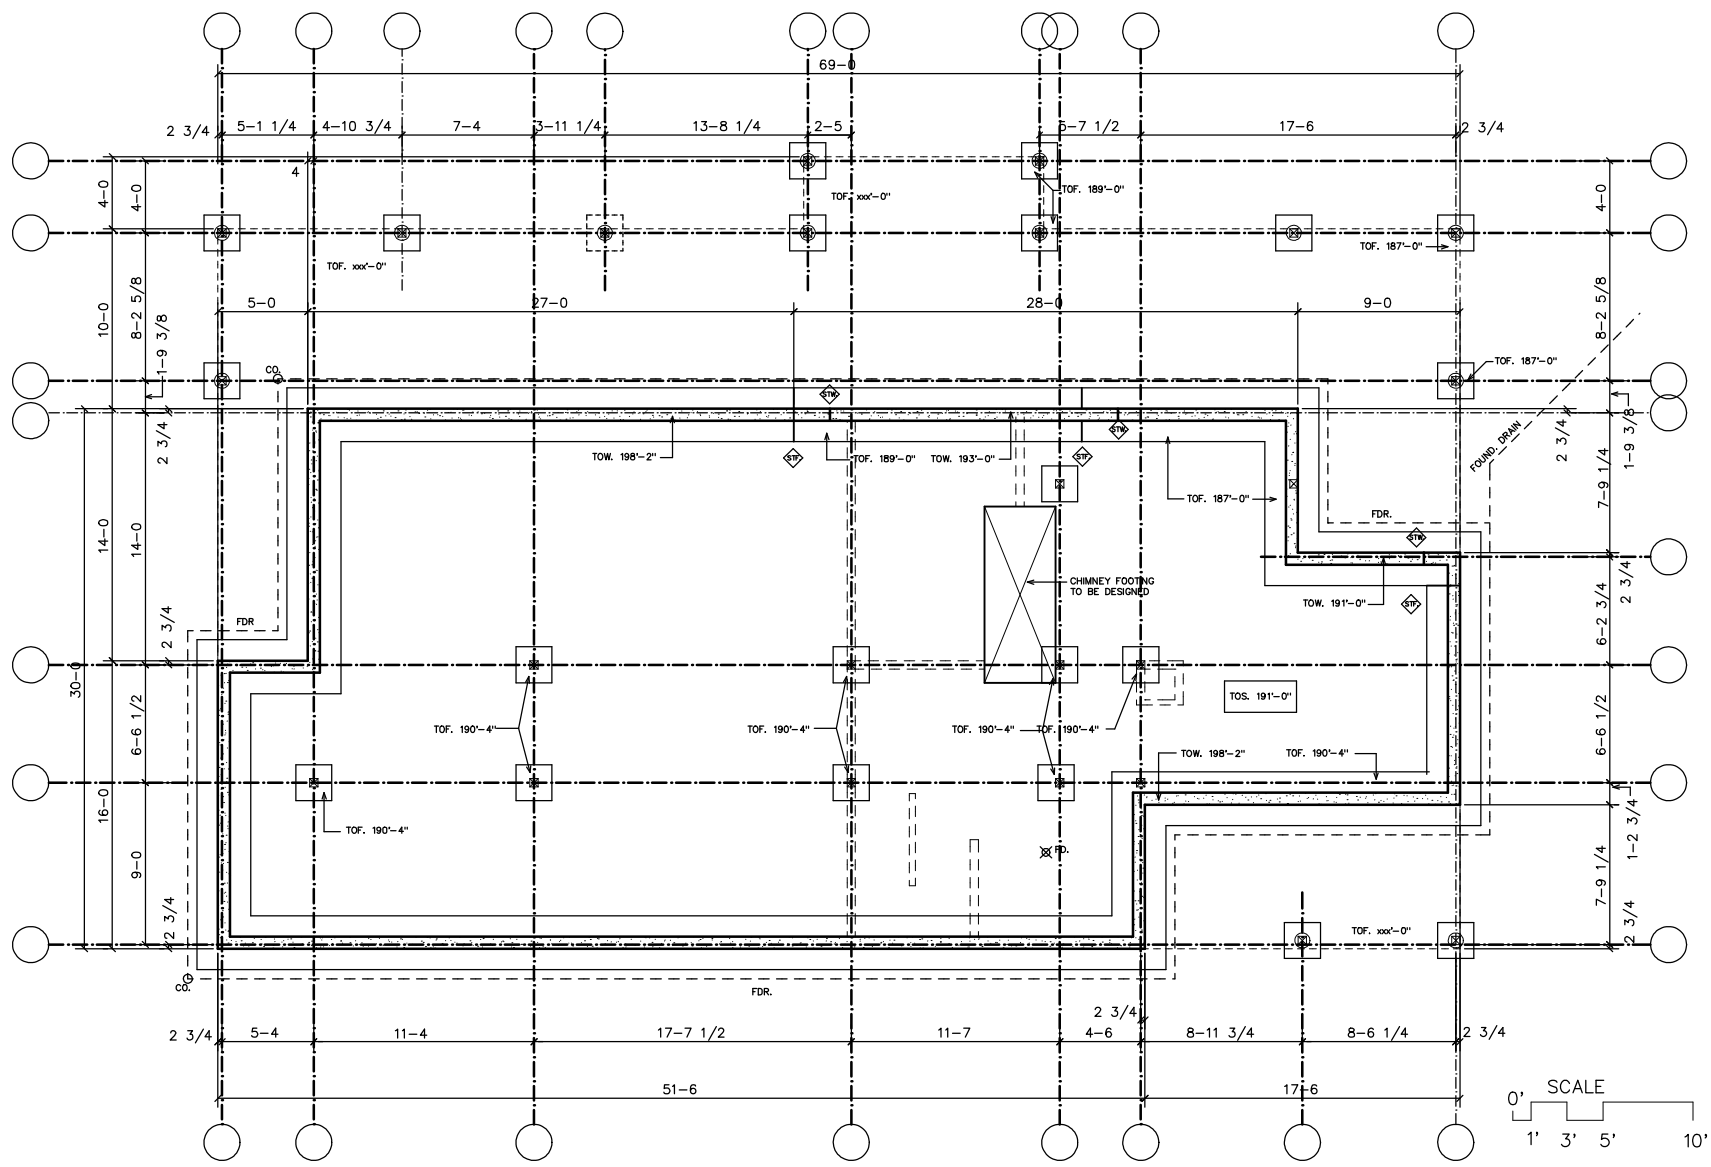 69-0
2 3/4
5-1 1/4
4-10 3/4
7-4
3-11 1/4
13-8 1/4
2-5
5-7 1/2
17-6
2 3/4
4
4-0
4-0
TOF. xxx'-0"
TOF. 189'-0"
4-0
TOF. 187'-0"
TOF. xxx'-0"
10-0
8-2 5/8
1-9 3/8
5-0
27-0
28-0
9-0
8-2 5/8
CO.
TOF. 187'-0"
STW.
STW.
2 3/4
TOW. 198'-2"
STF.
TOF. 189'-0"
TOW. 193'-0"
STF.
FOUND. DRAIN
2 3/4
1-9 3/8
7-9 1/4
TOF. 187'-0"
FDR.
STW.
14-0
14-0
CHIMNEY FOOTING
TO BE DESIGNED
TOW. 191'-0"
STF.
2 3/4
2 3/4
FDR
6-2 3/4
30-0
TOS. 191'-0"
6-6 1/2
TOF. 190'-4"
TOF. 190'-4"
TOF. 190'-4"
TOF. 190'-4"
TOW. 198'-2"
TOF. 190'-4"
6-6 1/2
16-0
TOF. 190'-4"
1-2 3/4
9-0
FD.
7-9 1/4
2 3/4
TOF. xxx'-0"
2 3/4
CO.
FDR.
2 3/4
2 3/4
5-4
11-4
17-7 1/2
11-7
4-6
8-11 3/4
8-6 1/4
2 3/4
51-6
17-6
SCALE
0'
1'
3'
5'
10'